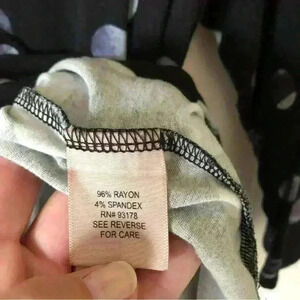 96% RAYON
4% SPANDEX
RN# 93178
SEE REVERSE
FOR CARE